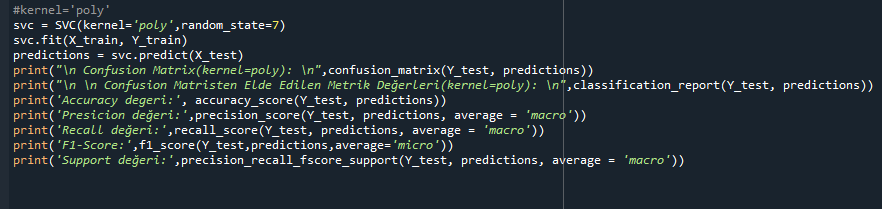 #kernel='poly'
svc = SVC(kernel='poly',random_state=7)
svc.fit(X_train, Y_train)
predictions = svc.predict(X_test)
print("\n Confusion Matrix(kernel=poly): \n",confusion_matrix(Y_test, predictions))
print("\n \n Confusion Matristen Elde Edilen Metrik Değerleri(kernel=poly): \n",classification_report(Y_test, predictions))
print('Accuracy degeri:', accuracy_score(Y_test, predictions))
print('Presicion değeri:',precision_score(Y_test, predictions, average = 'macro'))
print('Recall değeri:',recall_score(Y_test, predictions, average = 'macro'))
print('F1-Score:',f1_score(Y_test,predictions,average='micro'))
print('Support değeri:',precision_recall_fscore_support(Y_test, predictions, average = 'macro'))